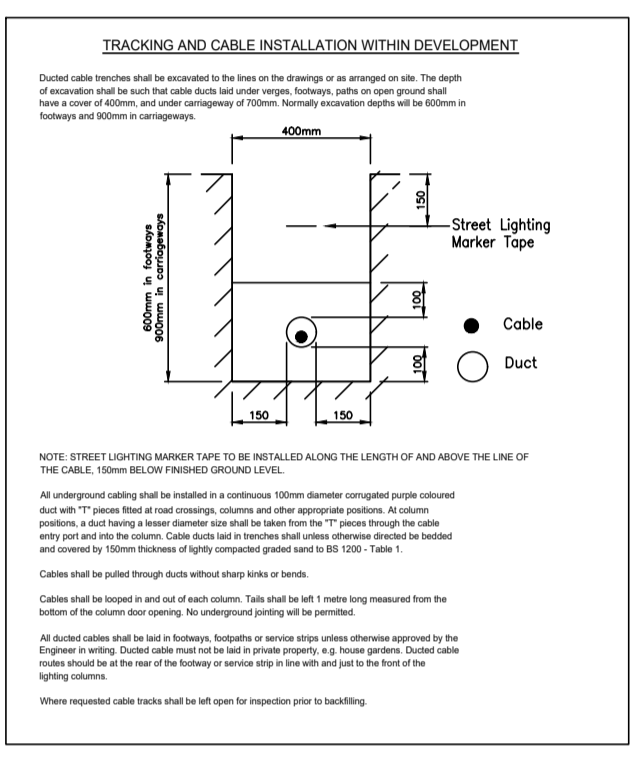 TRACKING AND CABLE INSTALLATION WITHIN DEVELOPMENT
Ducted cable trenches shall be excavated to the lines on the drawings or as arranged on site. The depth
of excavation shall be such that cable ducts laid under verges, footways, paths on open ground shall
have a cover of 400mm, and under carriageway of 700mm. Normally excavation depths will be 600mm in
footways and 900mm in carriageways.
400mm
600mm in footways
900mm in carriageways
150
Street Lighting
Marker Tape
100
100
Cable
Duct
150
150
NOTE: STREET LIGHTING MARKER TAPE TO BE INSTALLED ALONG THE LENGTH OF AND ABOVE THE LINE OF
THE CABLE, 150mm BELOW FINISHED GROUND LEVEL.
All underground cabling shall be installed in a continuous 100mm diameter corrugated purple coloured
duct with "T" pieces fitted at road crossings, columns and other appropriate positions. At column
positions, a duct having a lesser diameter size shall be taken from the "T" pieces through the cable
entry port and into the column. Cable ducts laid in trenches shall unless otherwise directed be bedded
and covered by 150mm thickness of lightly compacted graded sand to BS 1200 - Table 1.
Cables shall be pulled through ducts without sharp kinks or bends.
Cables shall be looped in and out of each column. Tails shall be left 1 metre long measured from the
bottom of the column door opening. No underground jointing will be permitted.
All ducted cables shall be laid in footways, footpaths or service strips unless otherwise approved by the
Engineer in writing. Ducted cable must not be laid in private property, e.g. house gardens. Ducted cable
routes should be at the rear of the footway or service strip in line with and just to the front of the
lighting columns.
Where requested cable tracks shall be left open for inspection prior to backfilling.